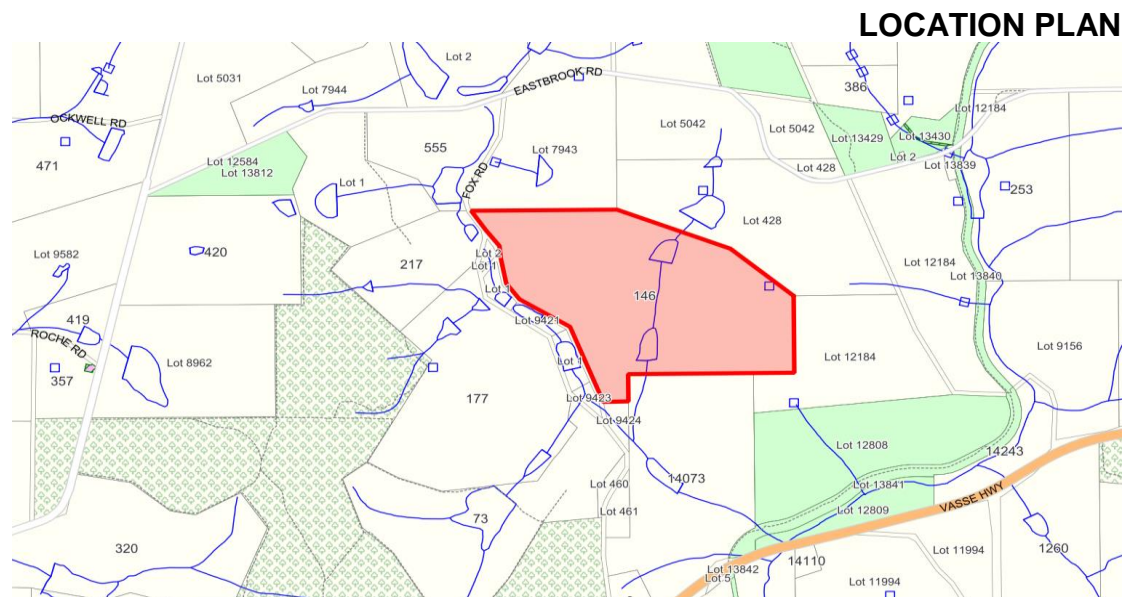 LOCATION PLAN
Lot 2
Lot 5031
EASTBROOK RD
Lot 7944
386
Lot 12184
OCKWELL RD
Lot 5042
Lot 5042
Lot 13429
Lot 13430
555
Lot 7943
Lot 2
471
Lot 12584
Lot 13812
Lot 428
Lot 13839
FOX RD
Lot 1
253
Lot 428
Lot 9582
420
Lot 2
217
Lot 1
Lot 12184
Lot 13840
Lot 1
146
419
Lot 9421
ROCHE RD
Lot 8962
Lot 1
Lot 12184
Lot 9156
357
177
Lot 9423
Lot 9424
Lot 12808
14243
Lot 460
14073
Lot 13841
VASSE HWY
Lot 461
Lot 12809
73
320
Lot 11994
1260
14110
Lot 13842
Lot 5
Lot 11994